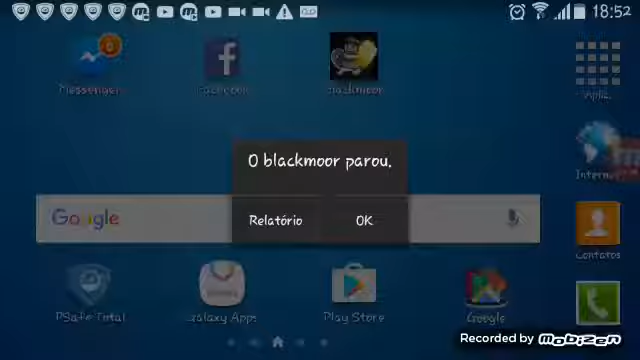 18:52
Messenger
Facebook
blackmoor
Aplic.
O blackmoor parou.
Internet
Google
Relatório
OK
Contatos
PSafe Total
Galaxy Apps
Play Store
Google
Recorded by Mobizen